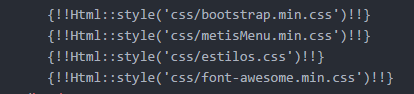 {!!Html::style('css/bootstrap.min.css')!!}
{!!Html::style('css/metisMenu.min.css')!!}
{!!Html::style('css/estilos.css')!!}
{!!Html::style('css/font-awesome.min.css')!!}